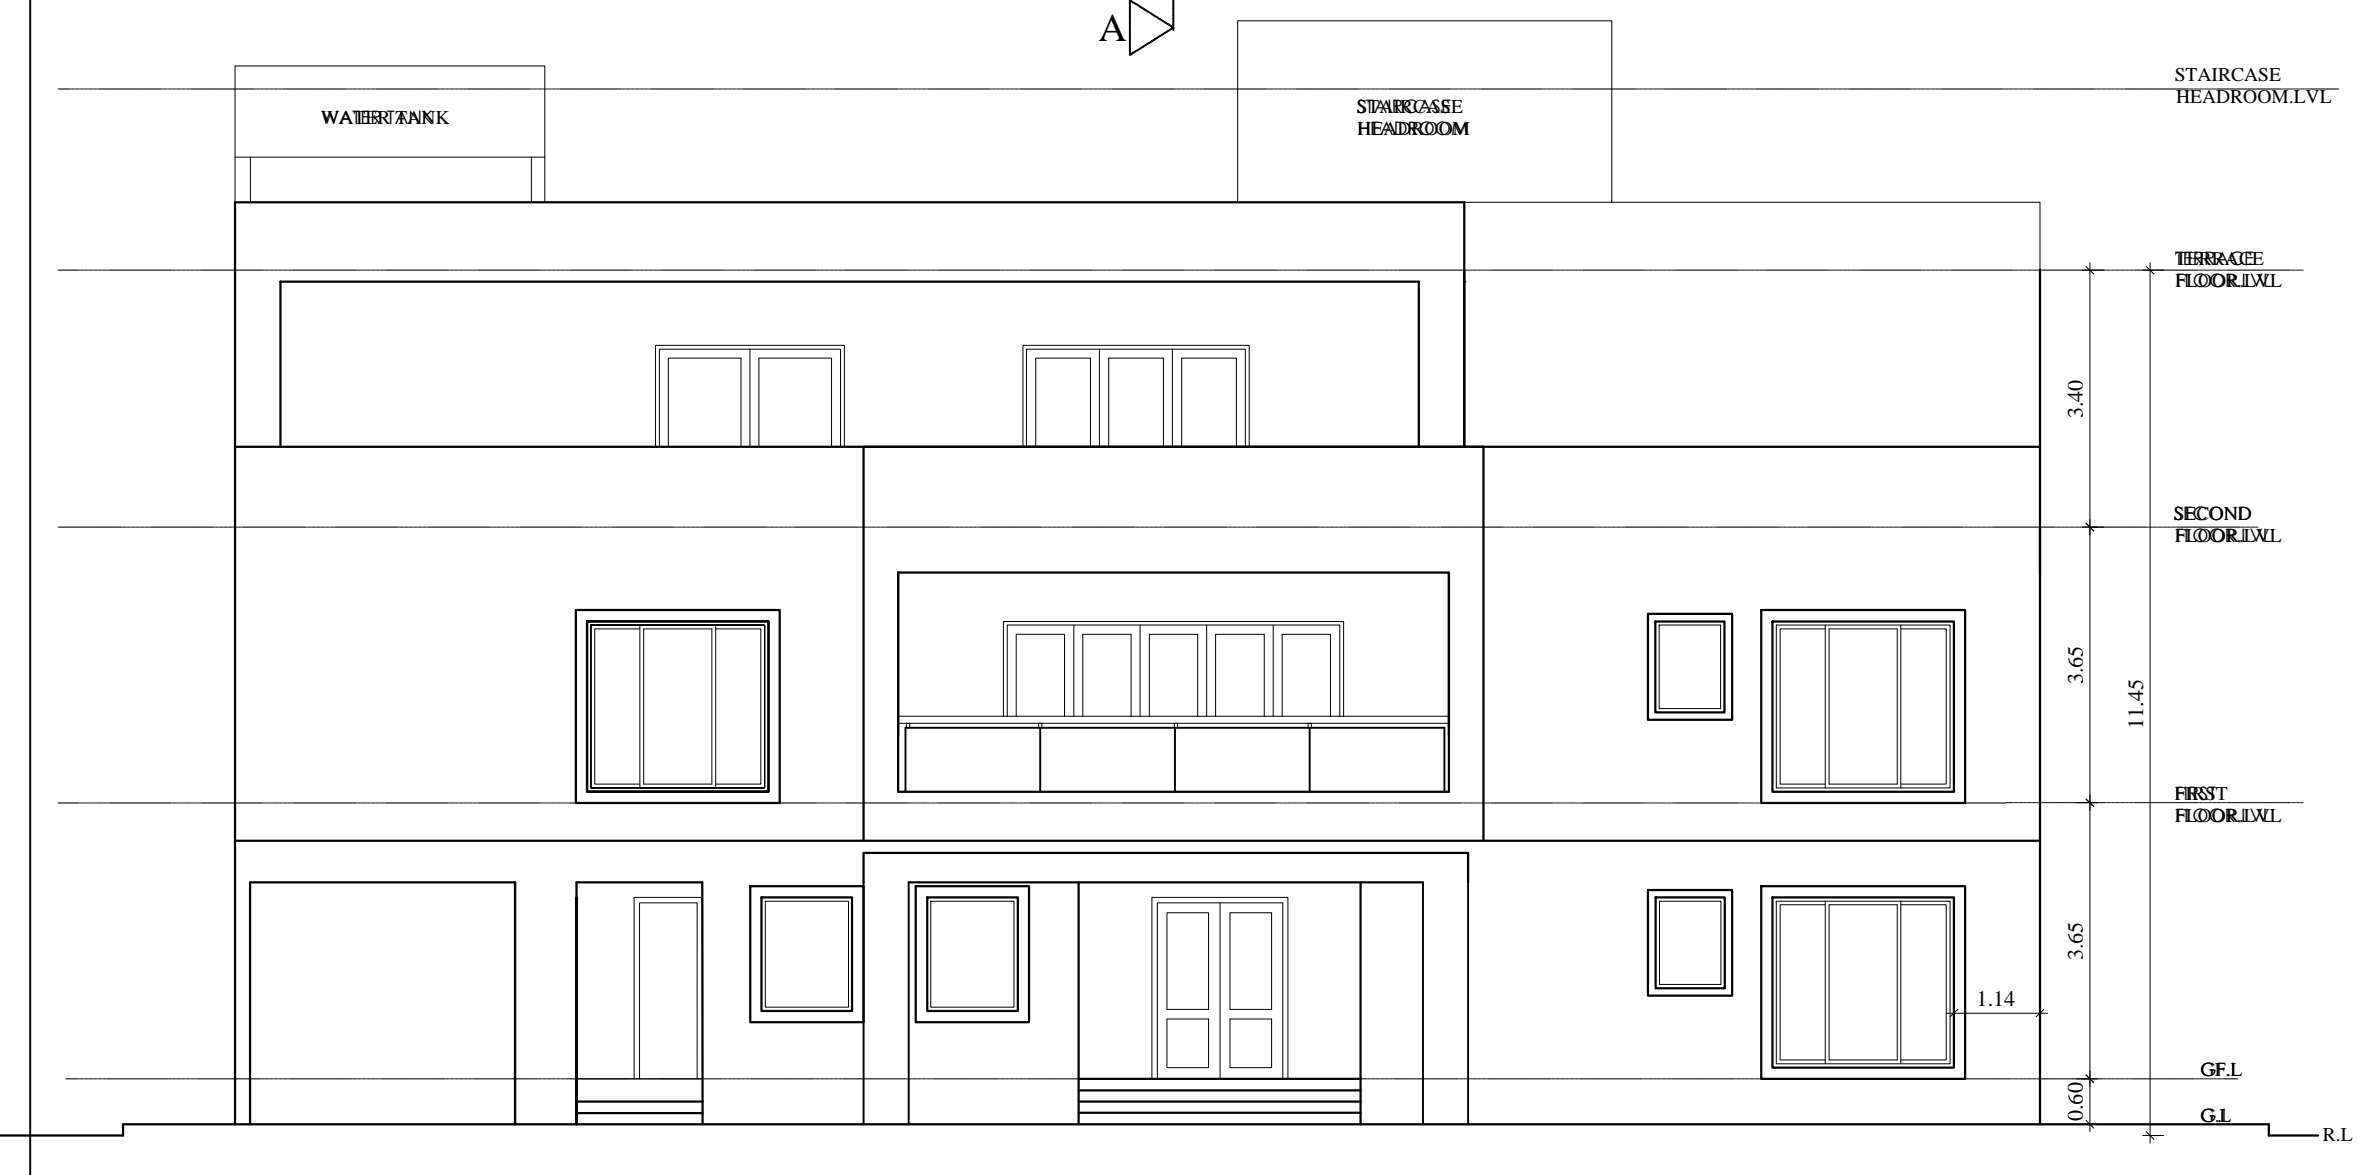 A
STAIRCASE
HEADROOM.LVL
WATER TANK
STAIRCASE
HEADROOM
TERRACE
FLOOR.LVL
3.40
SECOND
FLOOR.LVL
3.65
11.45
FIRST
FLOOR.LVL
3.65
1.14
GF.L
0.60
G.L
R.L